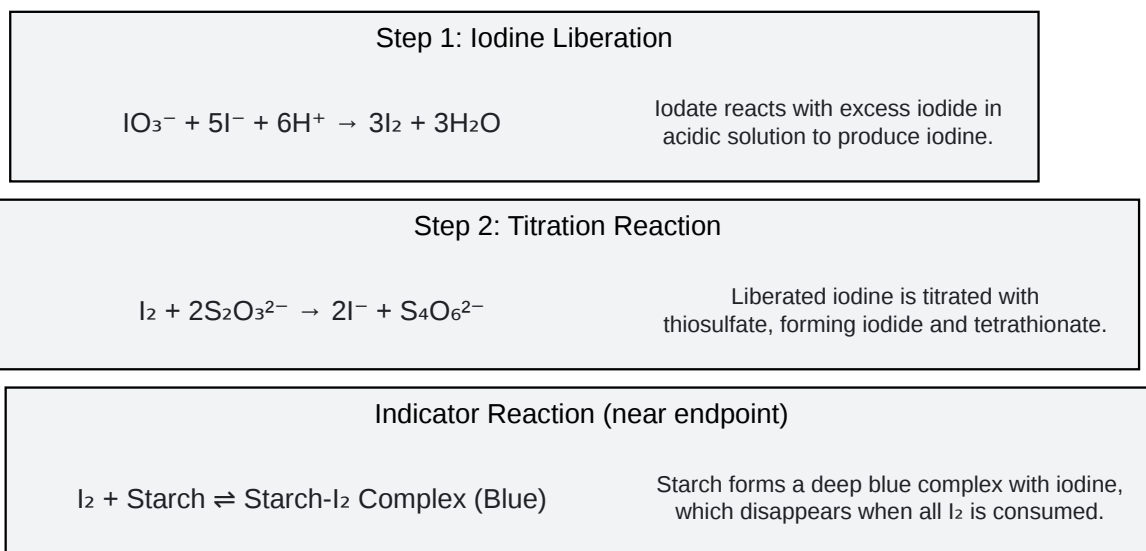 Step 1: Iodine Liberation
IO₃⁻ + 5I⁻ + 6H⁺ → 3I₂ + 3H₂O
Iodate reacts with excess iodide in
acidic solution to produce iodine.
Step 2: Titration Reaction
I₂ + 2S₂O₃²⁻ → 2I⁻ + S₄O₆²⁻
Liberated iodine is titrated with
thiosulfate, forming iodide and tetrathionate.
Indicator Reaction (near endpoint)
I₂ + Starch ⇌ Starch-I₂ Complex (Blue)
Starch forms a deep blue complex with iodine,
which disappears when all I₂ is consumed.